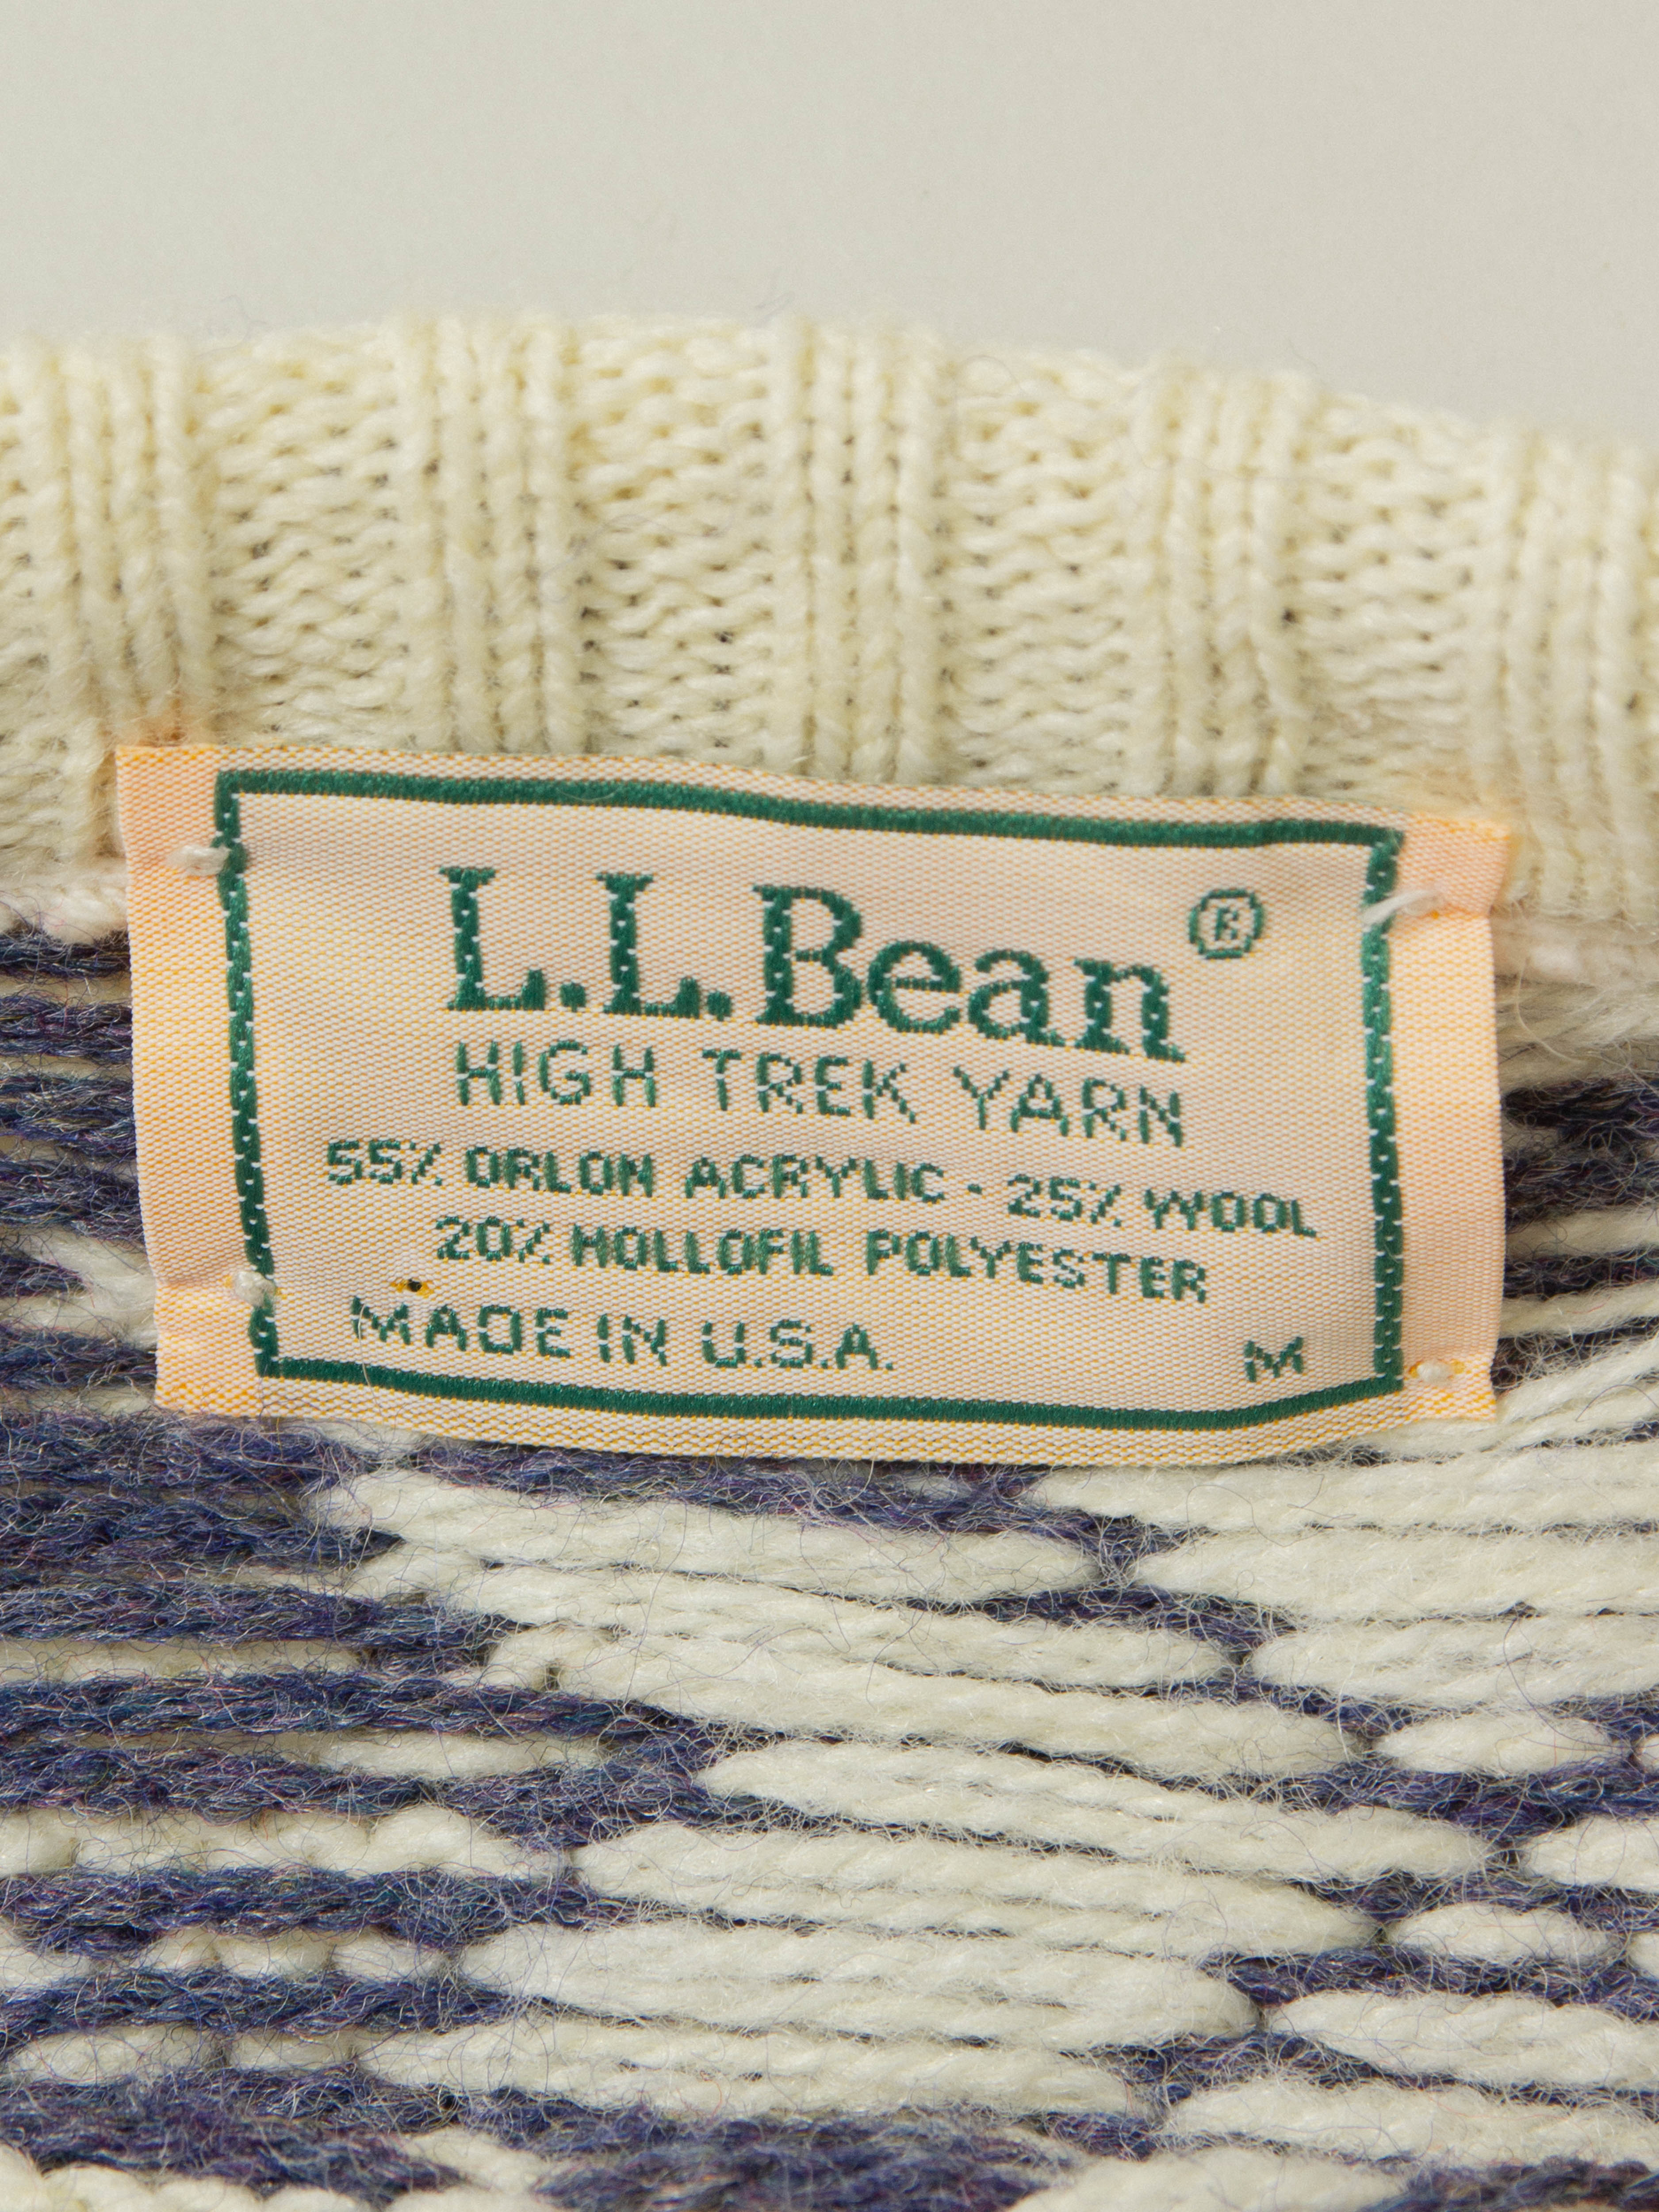 L.L.Bean®
HIGH TREK YARN
55% ORLON ACRYLIC - 25% WOOL
20% HOLLOFIL POLYESTER
MADE IN U.S.A. M